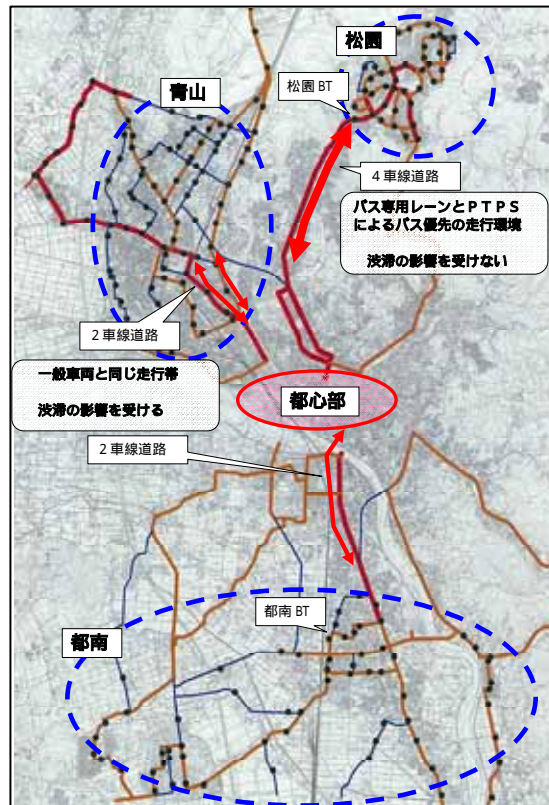 松園
青山
松園 BT
4車線道路
バス専用レーンとPTPS
によるバス優先の走行環境
渋滞の影響を受けない
2車線道路
一般車両と同じ走行帯
渋滞の影響を受ける
都心部
2車線道路
都南 BT
都南